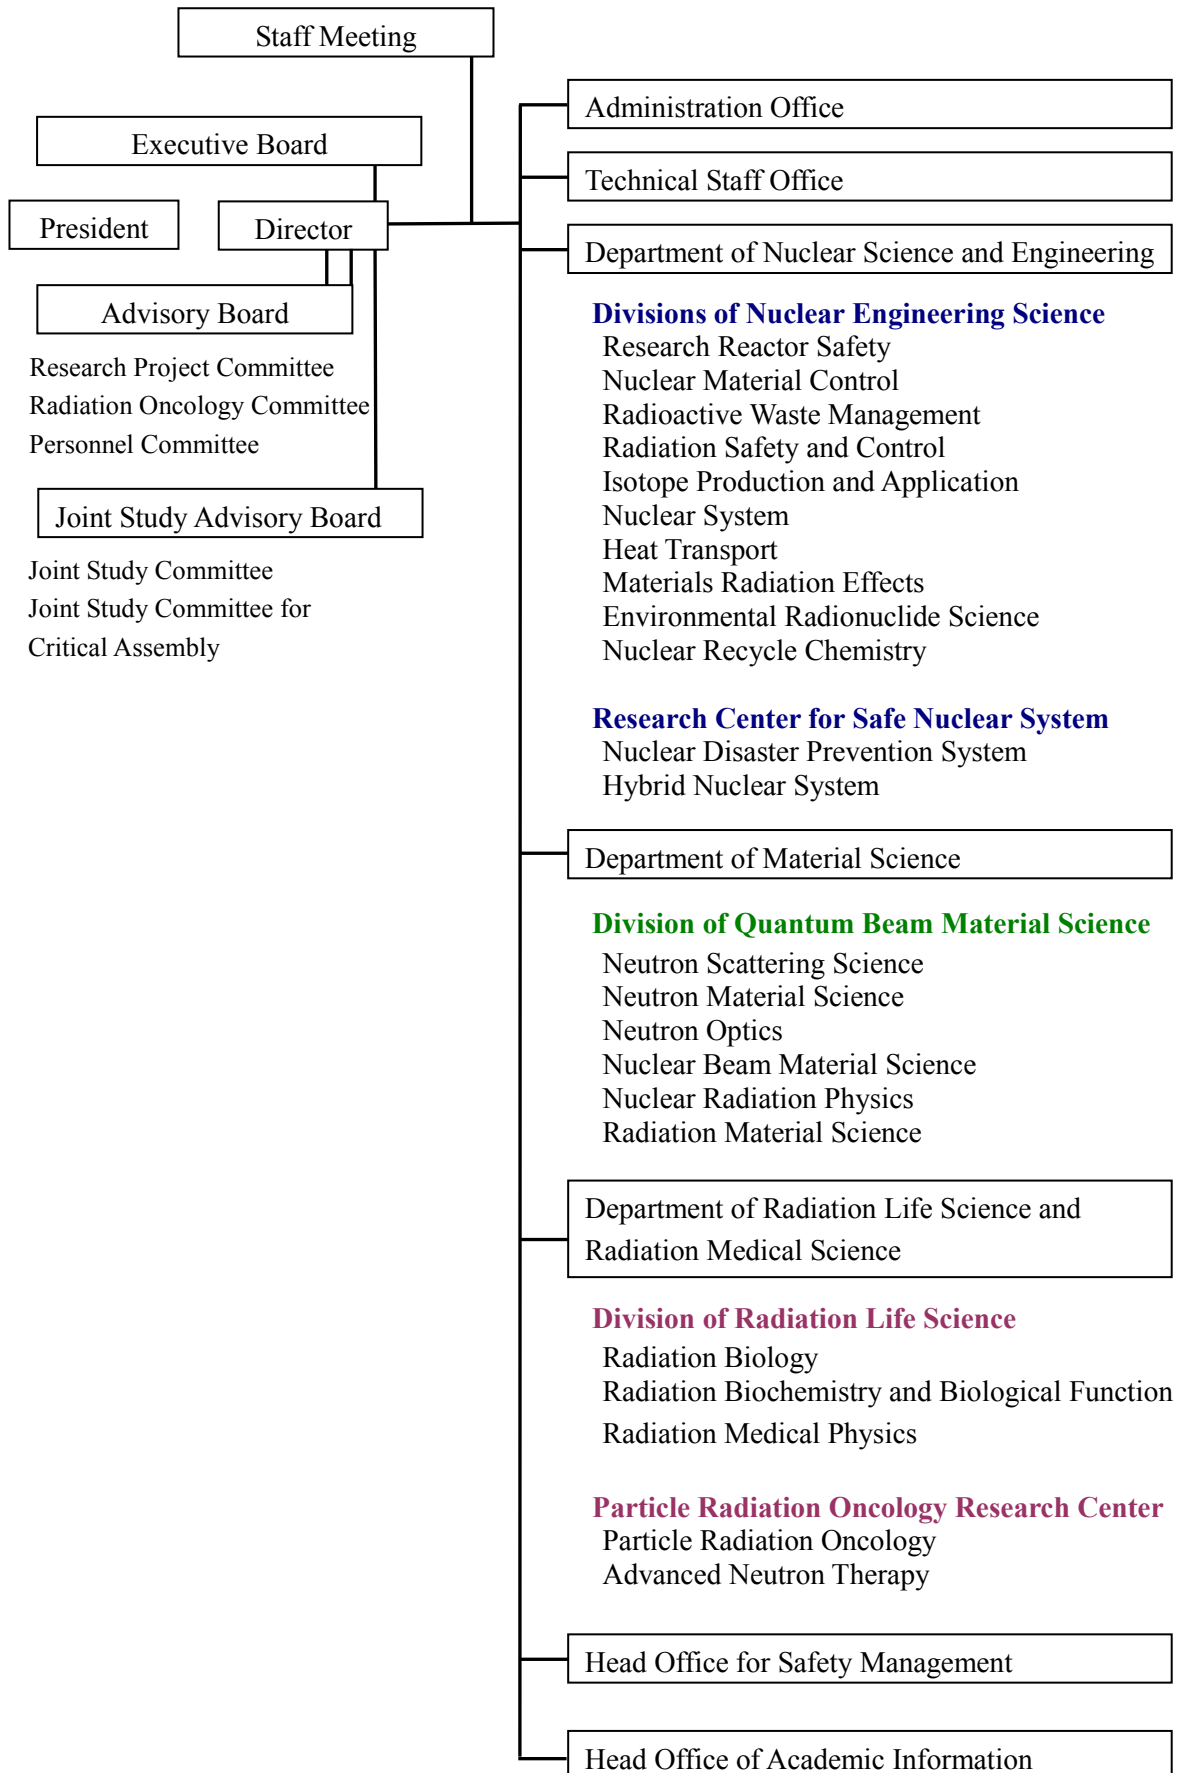 Staff Meeting
Executive Board
President
Director
Advisory Board
Research Project Committee
Radiation Oncology Committee
Personnel Committee
Joint Study Advisory Board
Joint Study Committee
Joint Study Committee for
Critical Assembly
Administration Office
Technical Staff Office
Department of Nuclear Science and Engineering
Divisions of Nuclear Engineering Science
Research Reactor Safety
Nuclear Material Control
Radioactive Waste Management
Radiation Safety and Control
Isotope Production and Application
Nuclear System
Heat Transport
Materials Radiation Effects
Environmental Radionuclide Science
Nuclear Recycle Chemistry
Research Center for Safe Nuclear System
Nuclear Disaster Prevention System
Hybrid Nuclear System
Department of Material Science
Division of Quantum Beam Material Science
Neutron Scattering Science
Neutron Material Science
Neutron Optics
Nuclear Beam Material Science
Nuclear Radiation Physics
Radiation Material Science
Department of Radiation Life Science and
Radiation Medical Science
Division of Radiation Life Science
Radiation Biology
Radiation Biochemistry and Biological Function
Radiation Medical Physics
Particle Radiation Oncology Research Center
Particle Radiation Oncology
Advanced Neutron Therapy
Head Office for Safety Management
Head Office of Academic Information